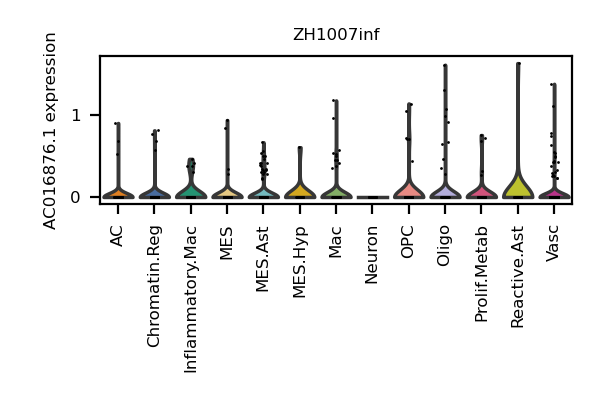 ZH1007inf
AC016876.1 expression
1
0
AC
Chromatin.Reg
Inflammatory.Mac
MES
MES.Ast
MES.Hyp
Mac
Neuron
OPC
Oligo
Prolif.Metab
Reactive.Ast
Vasc